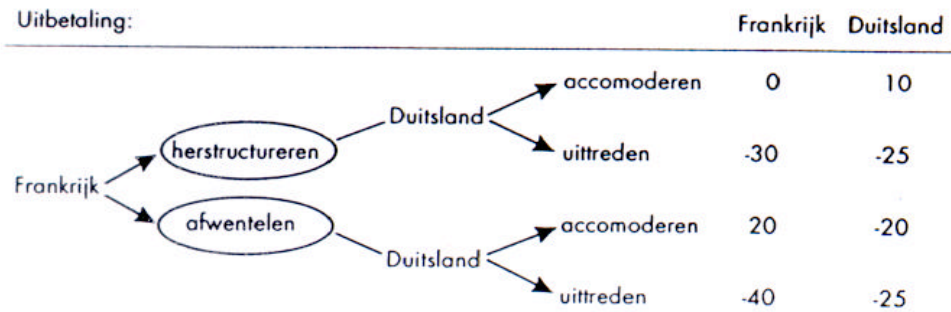 Uitbetaling: Frankrijk Duitsland
accomoderen 0 10
Duitsland
herstructureren
uittreden -30 -25
Frankrijk
afwentelen
accomoderen 20 -20
Duitsland
uittreden -40 -25